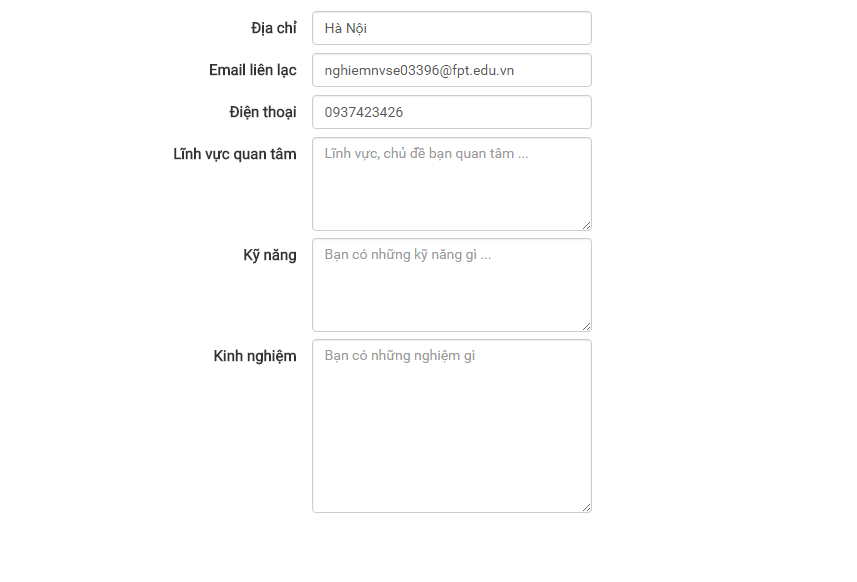 Địa chỉ Hà Nội
Email liên lạc nghiemnvse03396@fpt.edu.vn
Điện thoại 0937423426
Lĩnh vực quan tâm Lĩnh vực, chủ đề bạn quan tâm ...
Kỹ năng Bạn có những kỹ năng gì ...
Kinh nghiệm Bạn có những nghiệm gì